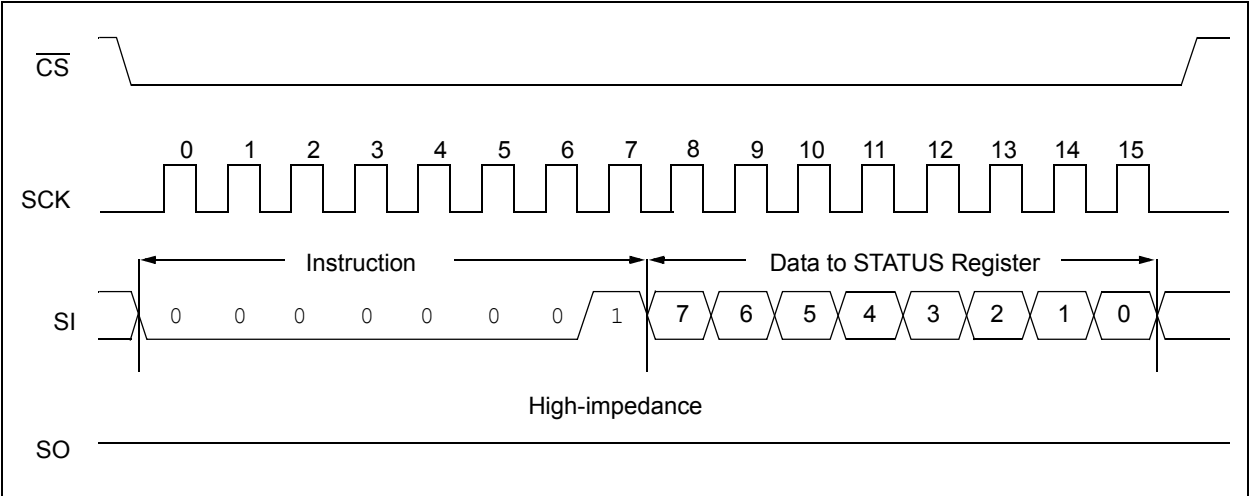 CS
0 1 2 3 4 5 6 7 8 9 10 11 12 13 14 15
SCK
Instruction Data to STATUS Register
SI 0 0 0 0 0 0 0 1 7 6 5 4 3 2 1 0
High-impedance
SO